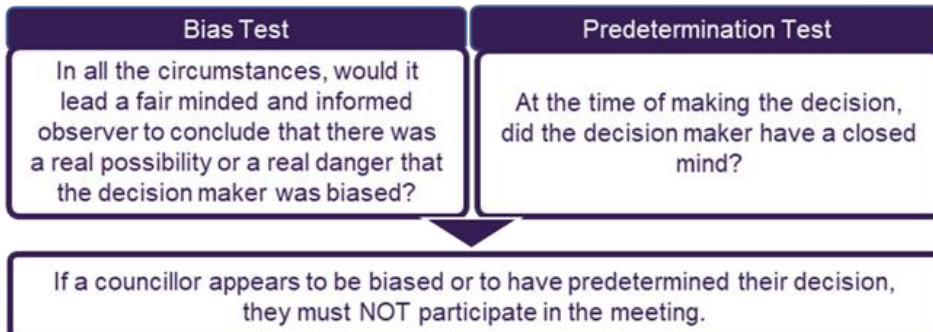 Bias Test
In all the circumstances, would it
lead a fair minded and informed
observer to conclude that there was
a real possibility or a real danger that
the decision maker was biased?
Predetermination Test
At the time of making the decision,
did the decision maker have a closed
mind?
If a councillor appears to be biased or to have predetermined their decision,
they must NOT participate in the meeting.